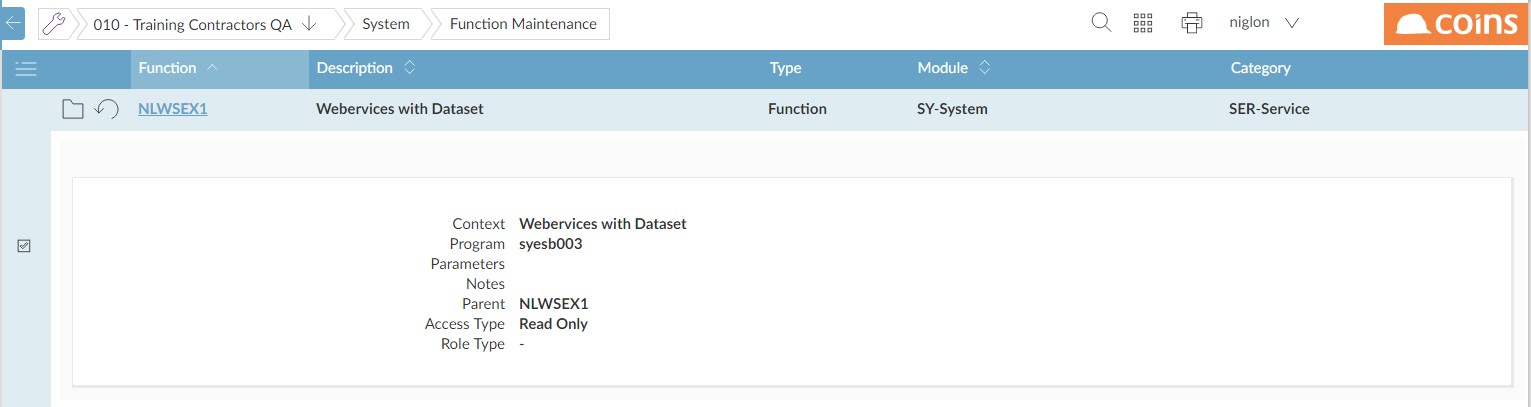 010 - Training Contractors QA System Function Maintenance niglon coins
Function Description Type Module Category
NLWSEX1 Webervices with Dataset Function SY-System SER-Service
Context Webervices with Dataset
Program syesb003
Parameters
Notes
Parent NLWSEX1
Access Type Read Only
Role Type -